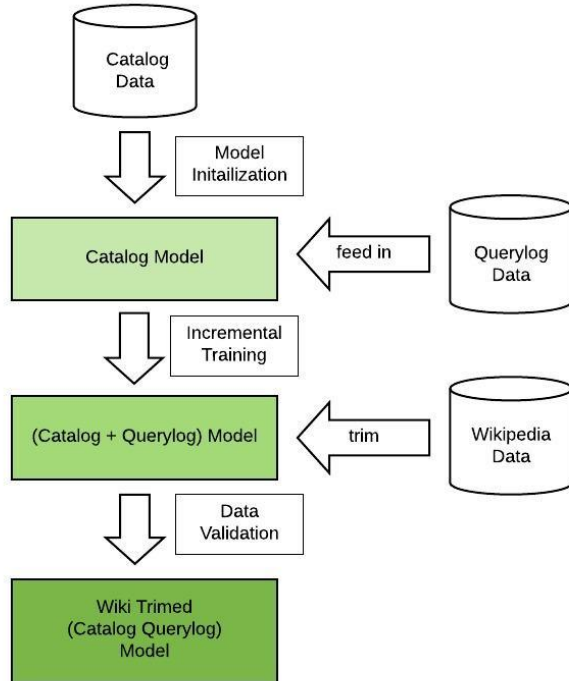 Catalog
Data
Model
Initailization
Catalog Model
feed in
Querylog
Data
Incremental
Training
(Catalog + Querylog) Model
trim
Wikipedia
Data
Data
Validation
Wiki Trimed
(Catalog Querylog)
Model